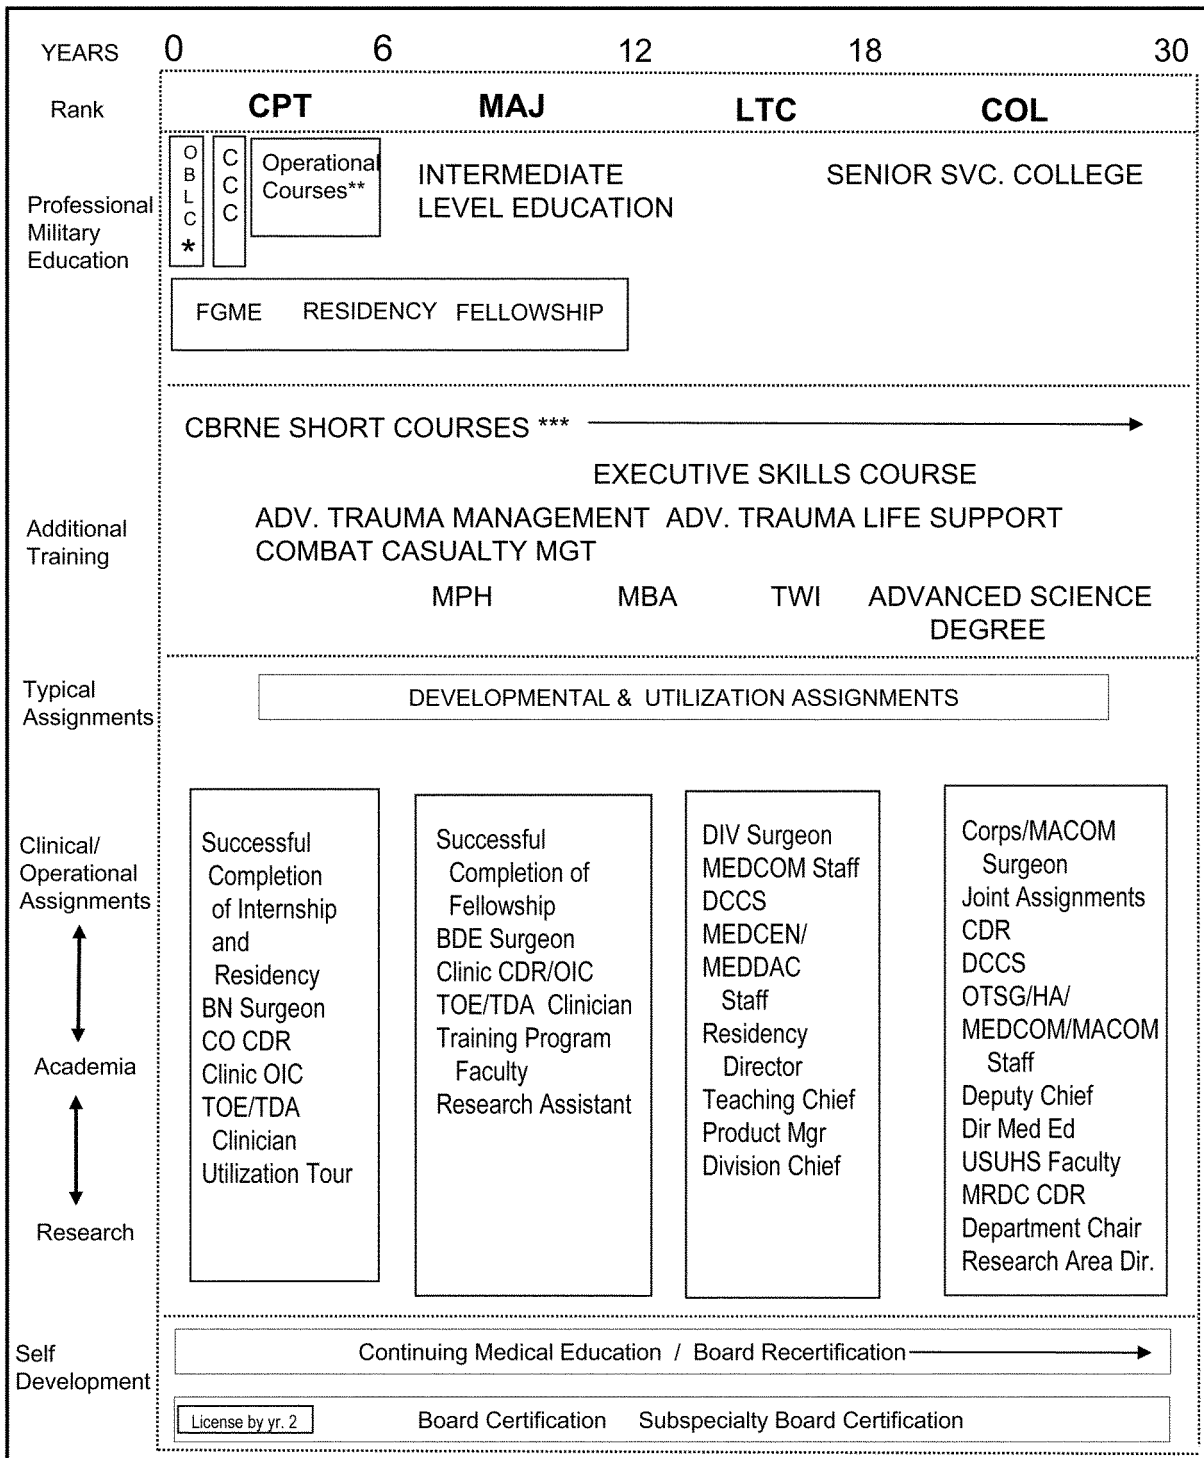 YEARS 0 6 12 18 30
Rank CPT MAJ LTC COL
Professional
Military
Education
OBLC
*
CCC
Operational
Courses**
INTERMEDIATE
LEVEL EDUCATION
SENIOR SVC. COLLEGE
FGME RESIDENCY FELLOWSHIP
Additional
Training
CBRNE SHORT COURSES ***
EXECUTIVE SKILLS COURSE
ADV. TRAUMA MANAGEMENT ADV. TRAUMA LIFE SUPPORT
COMBAT CASUALTY MGT
MPH MBA TWI ADVANCED SCIENCE
DEGREE
Typical
Assignments
DEVELOPMENTAL & UTILIZATION ASSIGNMENTS
Clinical/
Operational
Assignments
Academia
Research
Successful
Completion
of Internship
and
Residency
BN Surgeon
CO CDR
Clinic OIC
TOE/TDA
Clinician
Utilization Tour
Successful
Completion of
Fellowship
BDE Surgeon
Clinic CDR/OIC
TOE/TDA Clinician
Training Program
Faculty
Research Assistant
DIV Surgeon
MEDCOM Staff
DCCS
MEDCEN/
MEDDAC
Staff
Residency
Director
Teaching Chief
Product Mgr
Division Chief
Corps/MACOM
Surgeon
Joint Assignments
CDR
DCCS
OTSG/HA/
MEDCOM/MACOM
Staff
Deputy Chief
Dir Med Ed
USUHS Faculty
MRDC CDR
Department Chair
Research Area Dir.
Self
Development
Continuing Medical Education / Board Recertification
License by yr. 2 Board Certification Subspecialty Board Certification